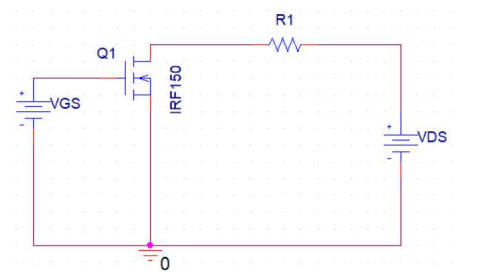 R1
Q1
IRF150
+
VGS
-
+
VDS
-
0